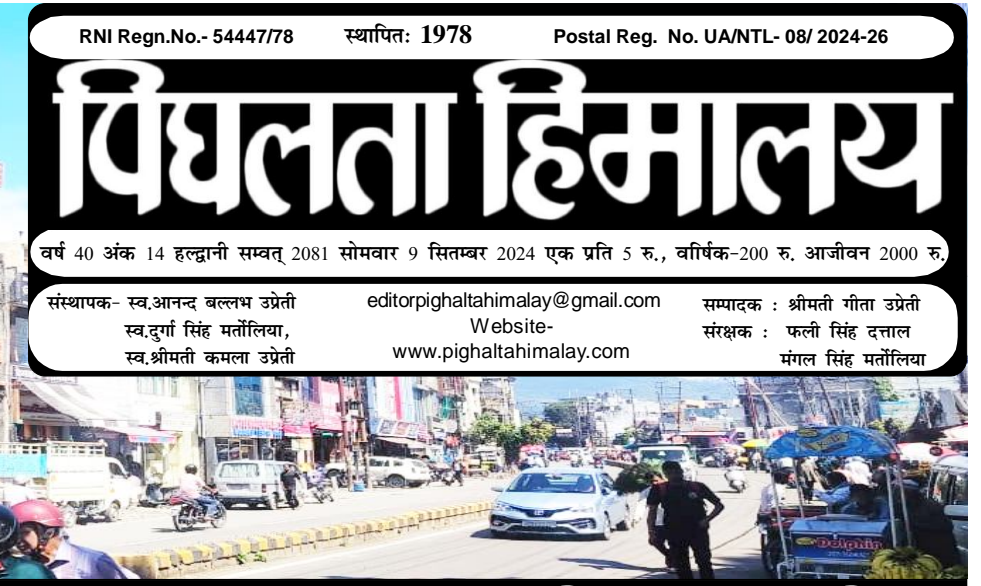 RNI Regn.No.- 54447/78 स्थापितः 1978 Postal Reg. No. UA/NTL- 08/ 2024-26
पिघलता हिमालय
वर्ष 40 अंक 14 हल्द्वानी सम्वत् 2081 सोमवार 9 सितम्बर 2024 एक प्रति 5 रु., वार्षिक-200 रु. आजीवन 2000 रु.
संस्थापक- स्व.आनन्द बल्लभ उप्रेती
स्व.दुर्गा सिंह मर्तोलिया,
स्व.श्रीमती कमला उप्रेती
editorpighaltahimalay@gmail.com
Website-
www.pighaltahimalay.com
सम्पादक : श्रीमती गीता उप्रेती
संरक्षक : फली सिंह दत्ताल
मंगल सिंह मर्तोलिया
Dolphin